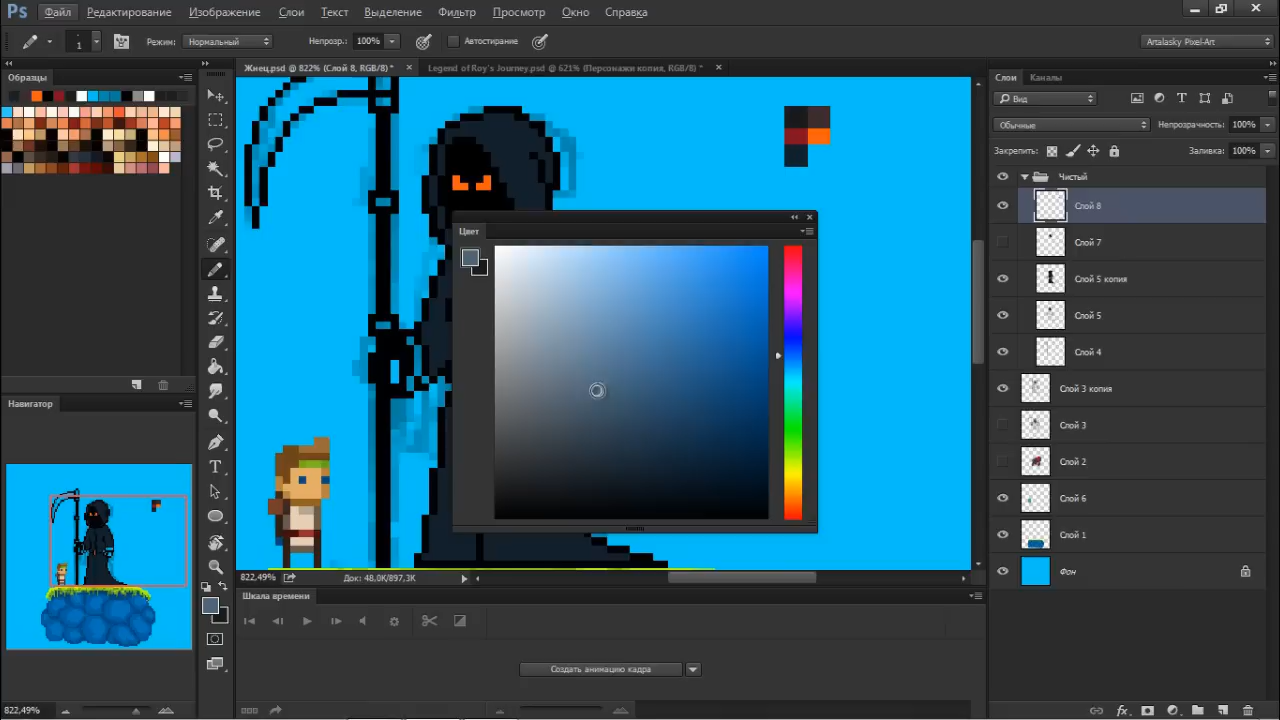 Ps Файл Редактирование Изображение Слои Текст Выделение Фильтр Просмотр Окно Справка
1 Режим: Нормальный Непрозр.: 100% Автостирание Artalasky Pixel-Art
Образцы
Жнец.psd @ 822% (Слой 8, RGB/8) *
Legend of Roy's Journey.psd @ 621% (Персонажи копия, RGB/8) *
Слои Каналы
Вид
Обычные Непрозрачность: 100%
Закрепить: Заливка: 100%
Чистый
Слой 8
Слой 7
Слой 5 копия
Слой 5
Слой 4
Слой 3 копия
Слой 3
Слой 2
Слой 6
Слой 1
Фон
Цвет
Навигатор
822,49% Док: 48,0K/897,3K
Шкала времени
Создать анимацию кадра
822,49%